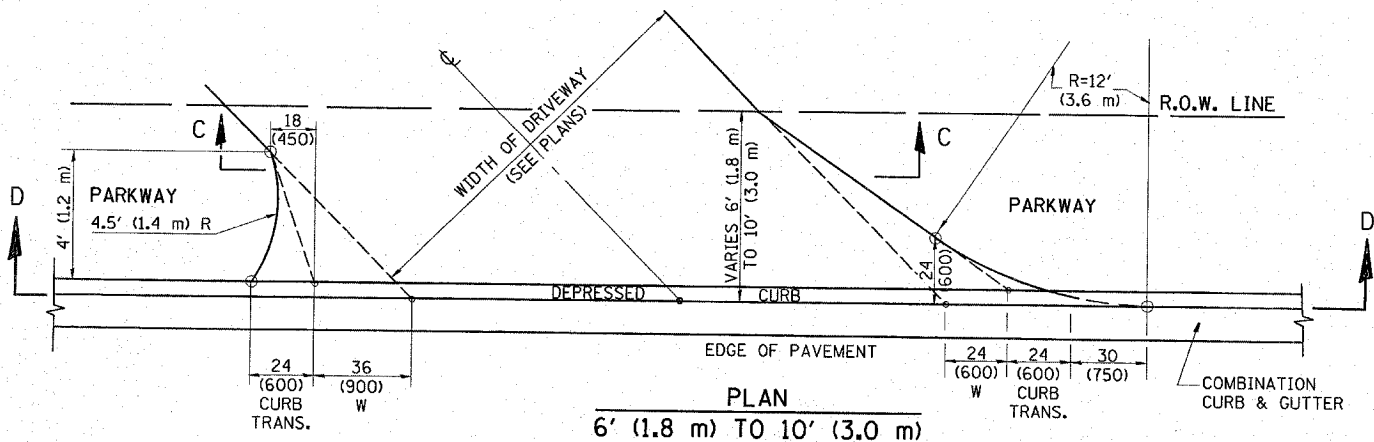 R=12'
(3.6 m)
R.O.W. LINE
C
18
(450)
WIDTH OF DRIVEWAY
(SEE PLANS)
C
D
4' (1.2 m)
PARKWAY
4.5' (1.4 m) R
VARIES 6' (1.8 m)
TO 10' (3.0 m)
PARKWAY
D
24
(600)
DEPRESSED
CURB
EDGE OF PAVEMENT
24
(600)
CURB
TRANS.
36
(900)
W
24
(600)
W
24
(600)
CURB
TRANS.
30
(750)
COMBINATION
CURB & GUTTER
PLAN
6' (1.8 m) TO 10' (3.0 m)